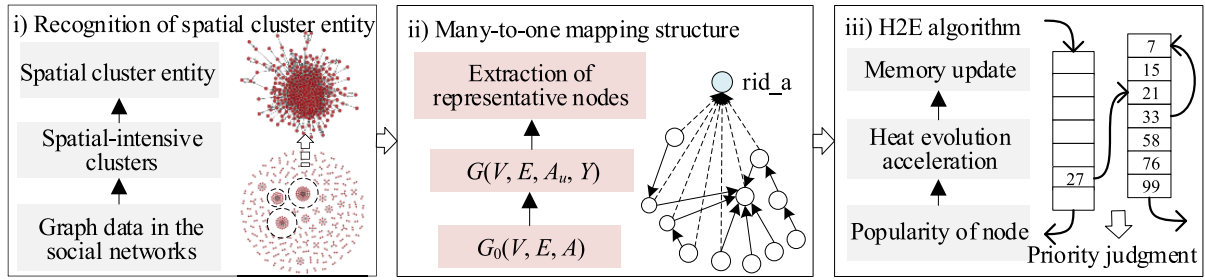 i) Recognition of spatial cluster entity
Spatial cluster entity
Spatial-intensive
clusters
Graph data in the
social networks
ii) Many-to-one mapping structure
Extraction of
representative nodes
G(V, E, Aᵤ, Y)
G₀(V, E, A)
rid_a
iii) H2E algorithm
Memory update
Heat evolution
acceleration
Popularity of node
27
7
15
21
33
58
76
99
Priority judgment